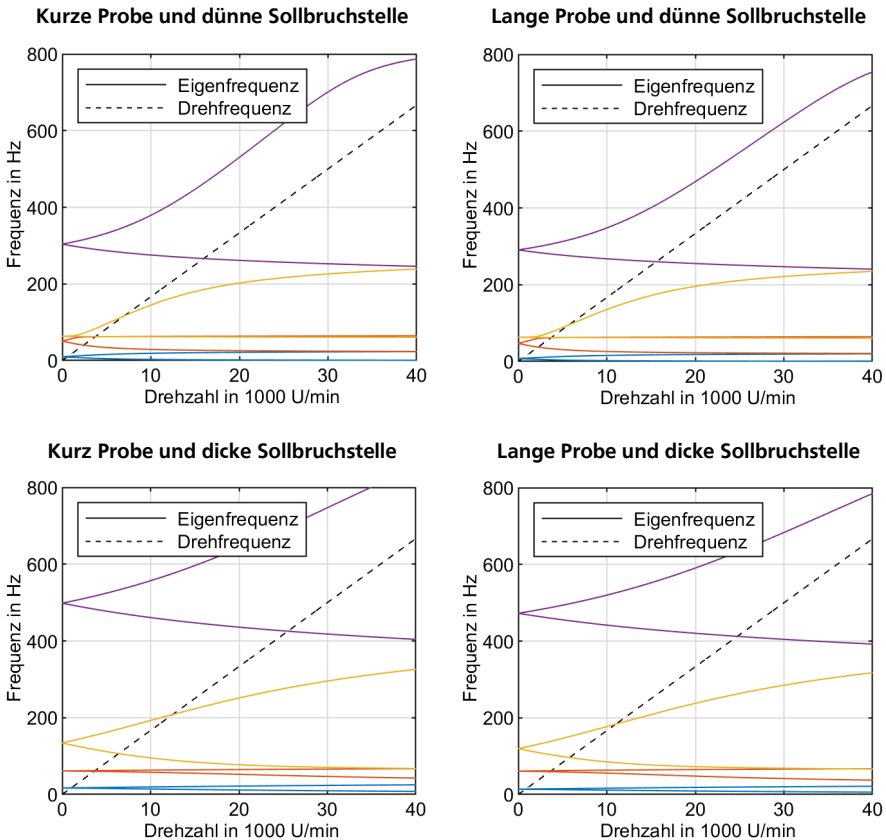 Kurze Probe und dünne Sollbruchstelle
800
600
400
200
0
Frequenz in Hz
Eigenfrequenz
Drehfrequenz
0 10 20 30 40
Drehzahl in 1000 U/min
Lange Probe und dünne Sollbruchstelle
800
600
400
200
0
Frequenz in Hz
Eigenfrequenz
Drehfrequenz
0 10 20 30 40
Drehzahl in 1000 U/min
Kurz Probe und dicke Sollbruchstelle
800
600
400
200
0
Frequenz in Hz
Eigenfrequenz
Drehfrequenz
0 10 20 30 40
Drehzahl in 1000 U/min
Lange Probe und dicke Sollbruchstelle
800
600
400
200
0
Frequenz in Hz
Eigenfrequenz
Drehfrequenz
0 10 20 30 40
Drehzahl in 1000 U/min